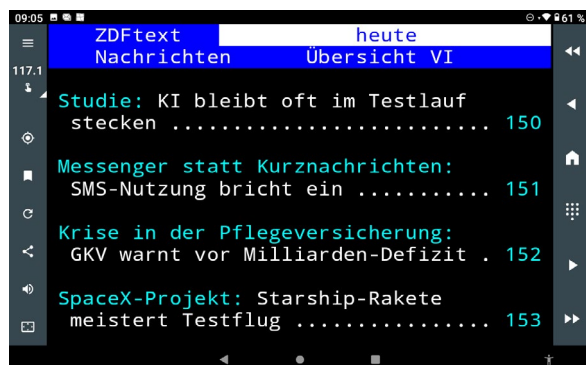 09:05
61 %
117.1
ZDFtext heute
Nachrichten Übersicht VI
Studie: KI bleibt oft im Testlauf
stecken .......................... 150
Messenger statt Kurznachrichten:
SMS-Nutzung bricht ein ........... 151
Krise in der Pflegeversicherung:
GKV warnt vor Milliarden-Defizit . 152
SpaceX-Projekt: Starship-Rakete
meistert Testflug ................ 153